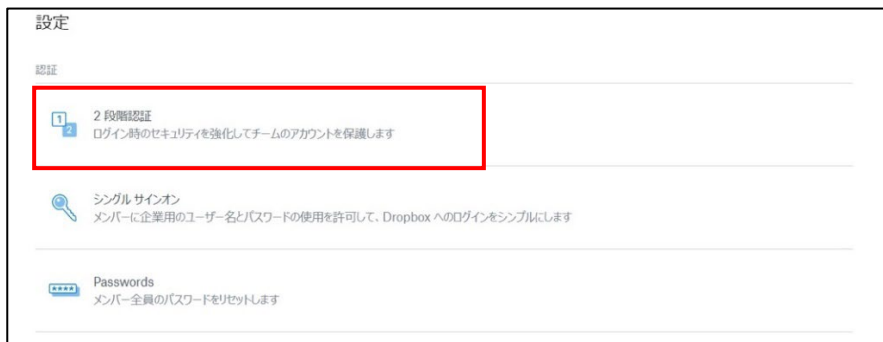 設定
認証
1
2
2 段階認証
ログイン時のセキュリティを強化してチームのアカウントを保護します
シングル サインオン
メンバーに企業用のユーザー名とパスワードの使用を許可して、Dropbox へのログインをシンプルにします
Passwords
メンバー全員のパスワードをリセットします